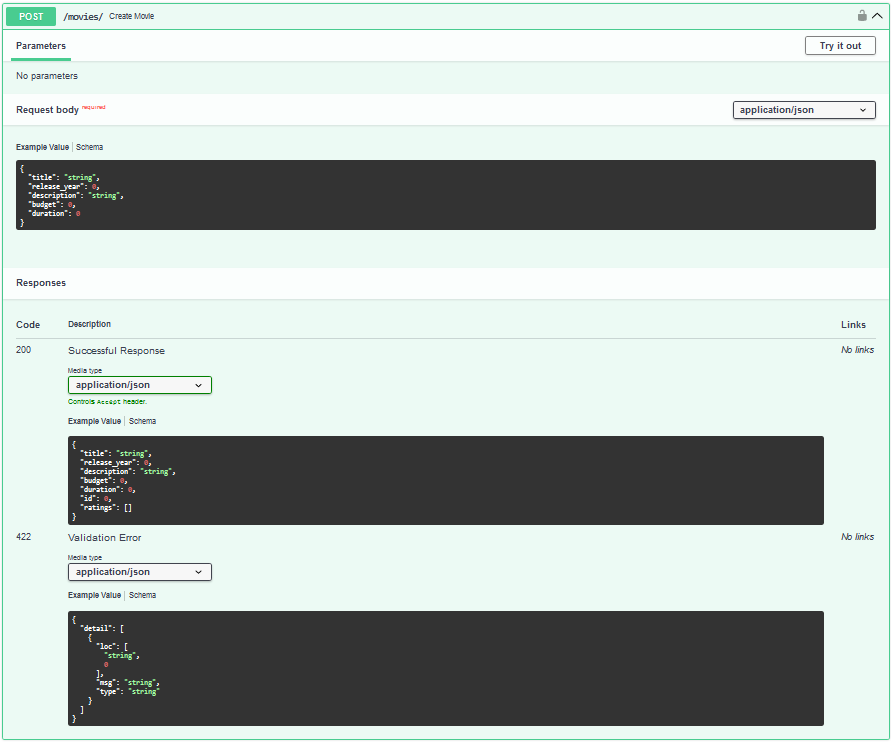 POST /movies/ Create Movie
Parameters
Try it out
No parameters
Request body required
application/json
Example Value | Schema
{
  "title": "string",
  "release_year": 0,
  "description": "string",
  "budget": 0,
  "duration": 0
}
Responses
Code Description Links
200 Successful Response No links
Media type
application/json
Controls Accept header.
Example Value | Schema
{
  "title": "string",
  "release_year": 0,
  "description": "string",
  "budget": 0,
  "duration": 0,
  "id": 0,
  "ratings": []
}
422 Validation Error No links
Media type
application/json
Example Value | Schema
{
  "detail": [
    {
      "loc": [
        "string",
        0
      ],
      "msg": "string",
      "type": "string"
    }
  ]
}